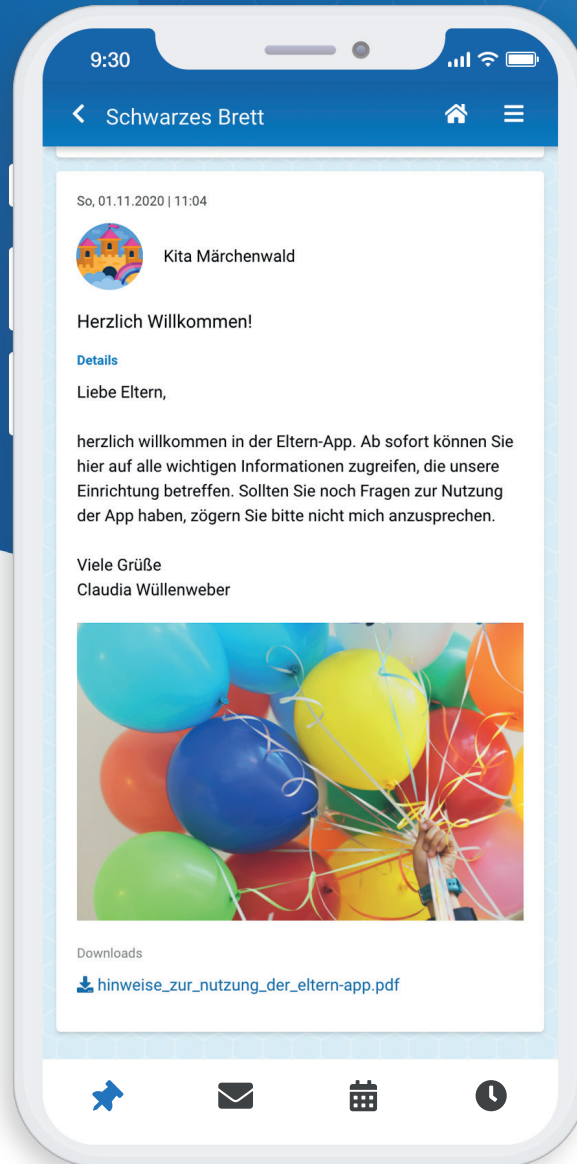 9:30
Schwarzes Brett
So, 01.11.2020 | 11:04
Kita Märchenwald
Herzlich Willkommen!
Details
Liebe Eltern,
herzlich willkommen in der Eltern-App. Ab sofort können Sie
hier auf alle wichtigen Informationen zugreifen, die unsere
Einrichtung betreffen. Sollten Sie noch Fragen zur Nutzung
der App haben, zögern Sie bitte nicht mich anzusprechen.
Viele Grüße
Claudia Wüllenweber
Downloads
hinweise_zur_nutzung_der_eltern-app.pdf